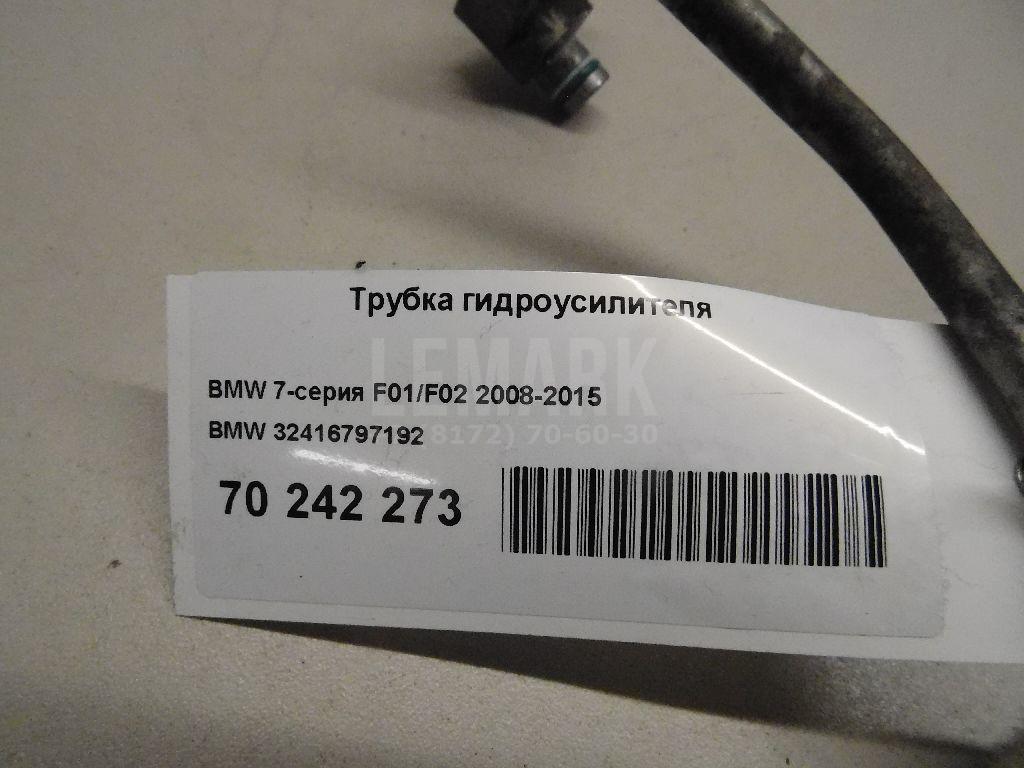 Трубка гидроусилителя
LEMARK
BMW 7-серия F01/F02 2008-2015
BMW 32416797192
(8172) 70-60-30
70 242 273